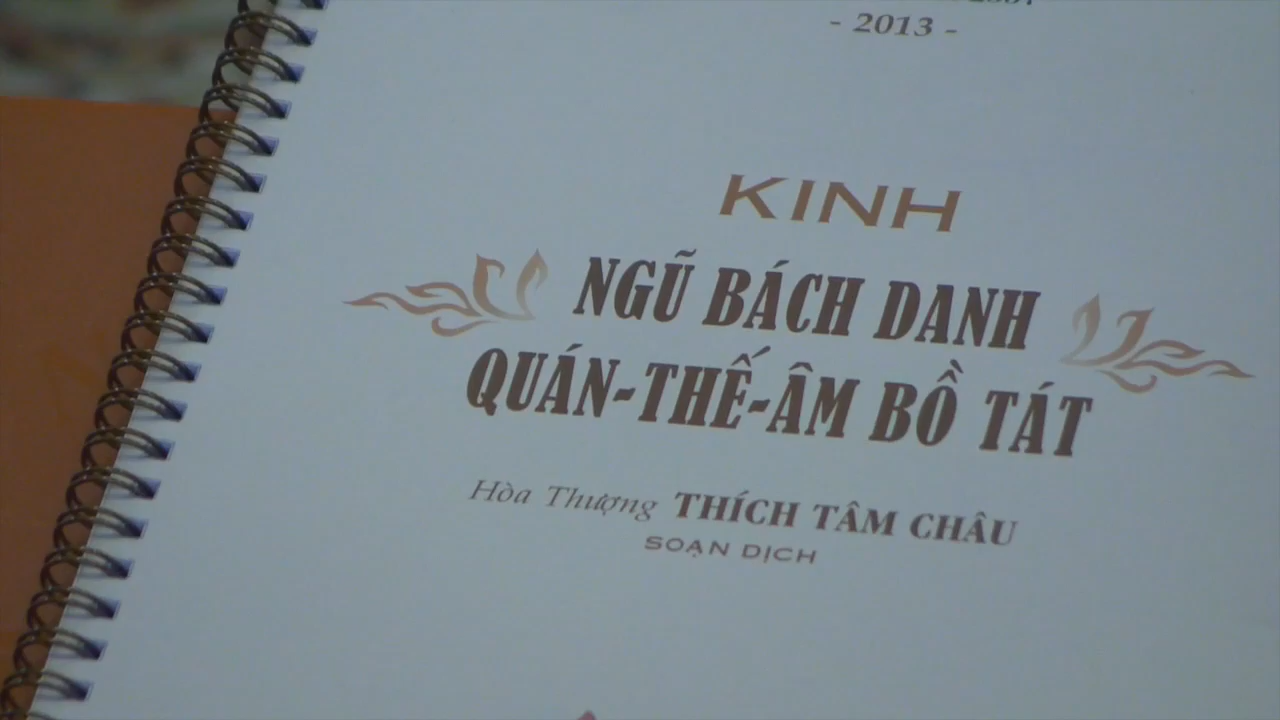 - 2013 -
KINH
NGŨ BÁCH DANH
QUÁN-THẾ-ÂM BỒ TÁT
Hòa Thượng THÍCH TÂM CHÂU
SOẠN DỊCH